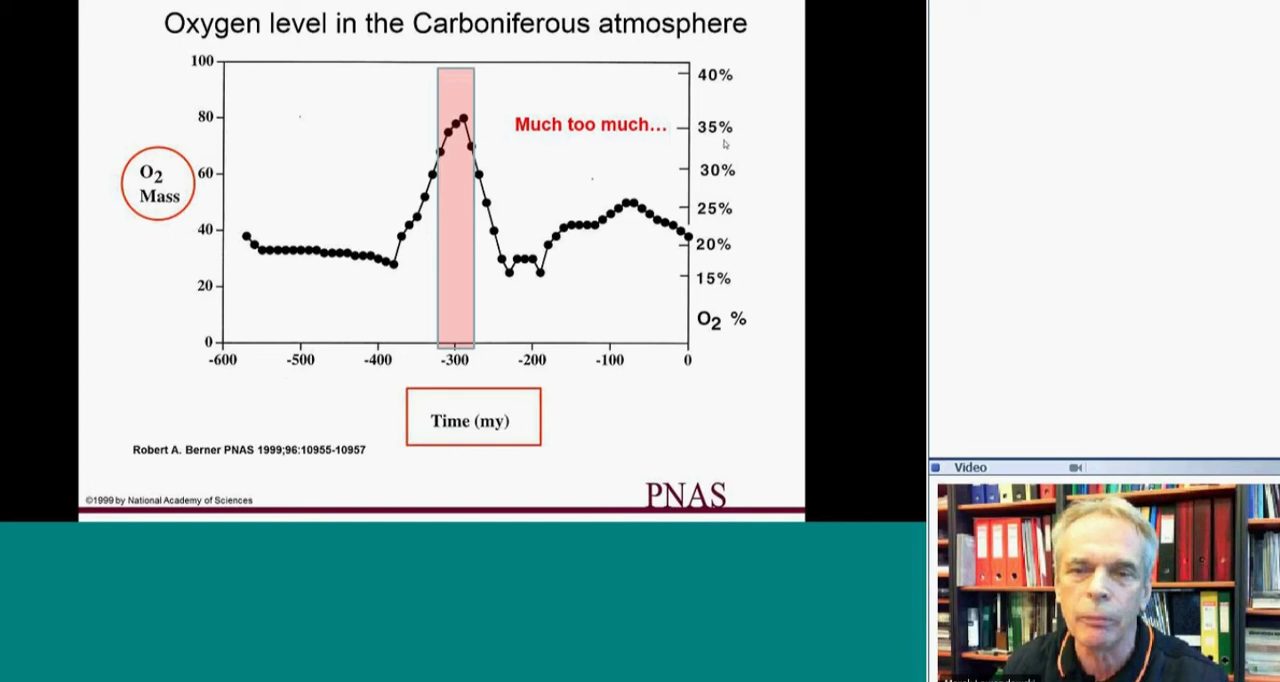 Oxygen level in the Carboniferous atmosphere
100
80
60
40
20
0
O2
Mass
Much too much...
40%
35%
30%
25%
20%
15%
O2 %
-600
-500
-400
-300
-200
-100
0
Time (my)
Robert A. Berner PNAS 1999;96:10955-10957
©1999 by National Academy of Sciences
PNAS
Video